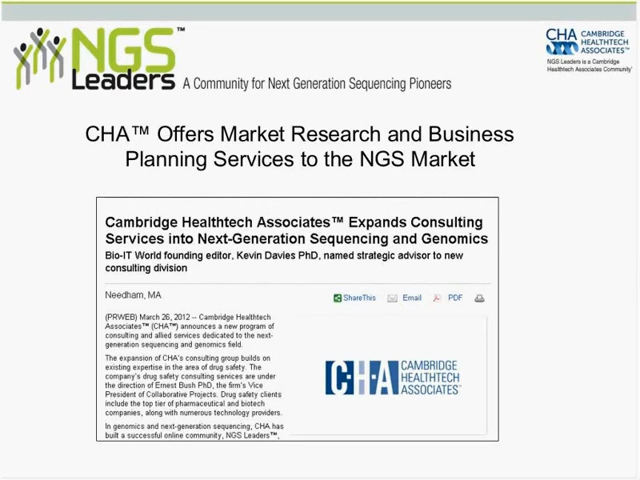 NGS™
Leaders
A Community for Next Generation Sequencing Pioneers
CHA CAMBRIDGE
HEALTHTECH
ASSOCIATES™
NGS Leaders is a Cambridge
Healthtech Associates Community
CHA™ Offers Market Research and Business
Planning Services to the NGS Market
Cambridge Healthtech Associates™ Expands Consulting
Services into Next-Generation Sequencing and Genomics
Bio-IT World founding editor, Kevin Davies PhD, named strategic advisor to new
consulting division
Needham, MA
ShareThis Email PDF
(PRWEB) March 26, 2012 -- Cambridge Healthtech
Associates™ (CHA™) announces a new program of
consulting and allied services dedicated to the next-
generation sequencing and genomics field.
The expansion of CHA's consulting group builds on
existing expertise in the area of drug safety. The
company's drug safety consulting services are under
the direction of Ernest Bush PhD, the firm's Vice
President of Collaborative Projects. Drug safety clients
include the top tier of pharmaceutical and biotech
companies, along with numerous technology providers.
In genomics and next-generation sequencing, CHA has
built a successful online community, NGS Leaders™,
C-H-A CAMBRIDGE
HEALTHTECH
ASSOCIATES™